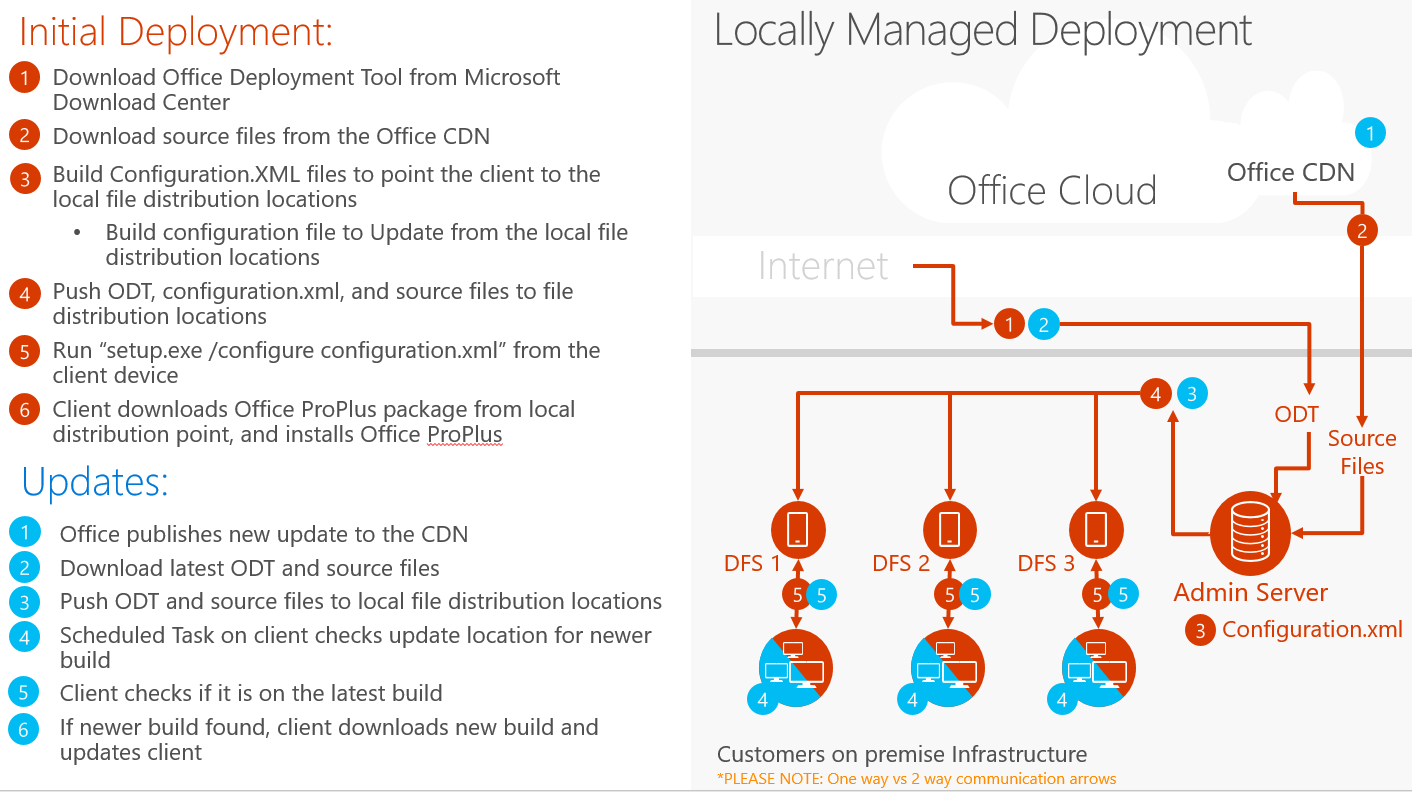 Initial Deployment:
1 Download Office Deployment Tool from Microsoft
Download Center
2 Download source files from the Office CDN
3 Build Configuration.XML files to point the client to the
local file distribution locations
• Build configuration file to Update from the local file
distribution locations
4 Push ODT, configuration.xml, and source files to file
distribution locations
5 Run “setup.exe /configure configuration.xml” from the
client device
6 Client downloads Office ProPlus package from local
distribution point, and installs Office ProPlus
Updates:
1 Office publishes new update to the CDN
2 Download latest ODT and source files
3 Push ODT and source files to local file distribution locations
4 Scheduled Task on client checks update location for newer
build
5 Client checks if it is on the latest build
6 If newer build found, client downloads new build and
updates client
Locally Managed Deployment
1
Office CDN
Office Cloud
2
Internet
1 2
4 3
ODT
Source
Files
DFS 1 DFS 2 DFS 3
5 5 5 5 5 5
Admin Server
3 Configuration.xml
4 4 4
Customers on premise Infrastructure
*PLEASE NOTE: One way vs 2 way communication arrows